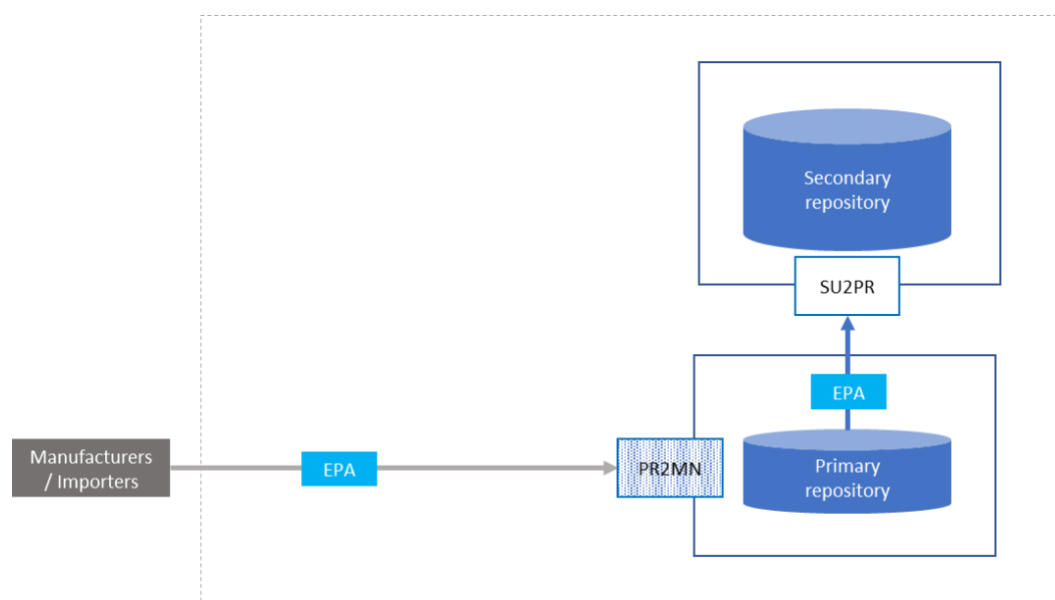 Secondary
repository
SU2PR
EPA
Manufacturers
/ Importers
EPA
PR2MN
Primary
repository